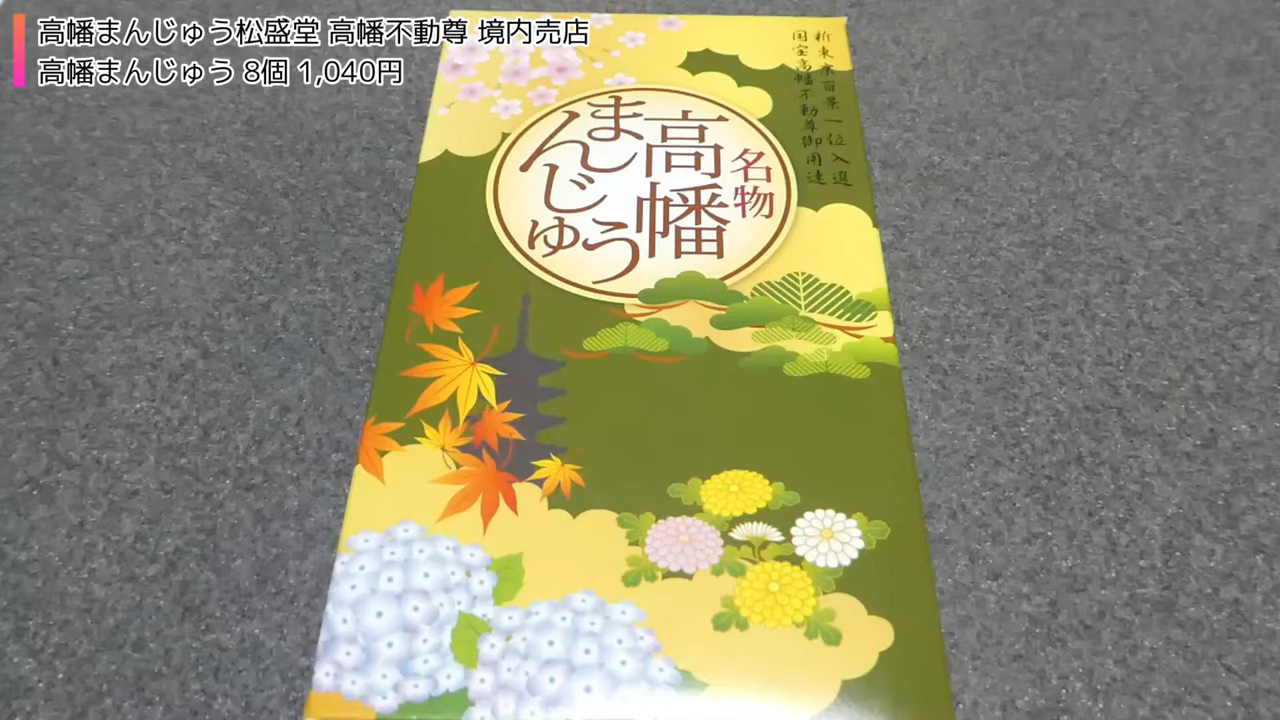 高幡まんじゅう松盛堂 高幡不動尊 境内売店
高幡まんじゅう 8個 1,040円
新東京百景一位入選
国宝高幡不動尊御用達
名物
高幡
まんじゅう